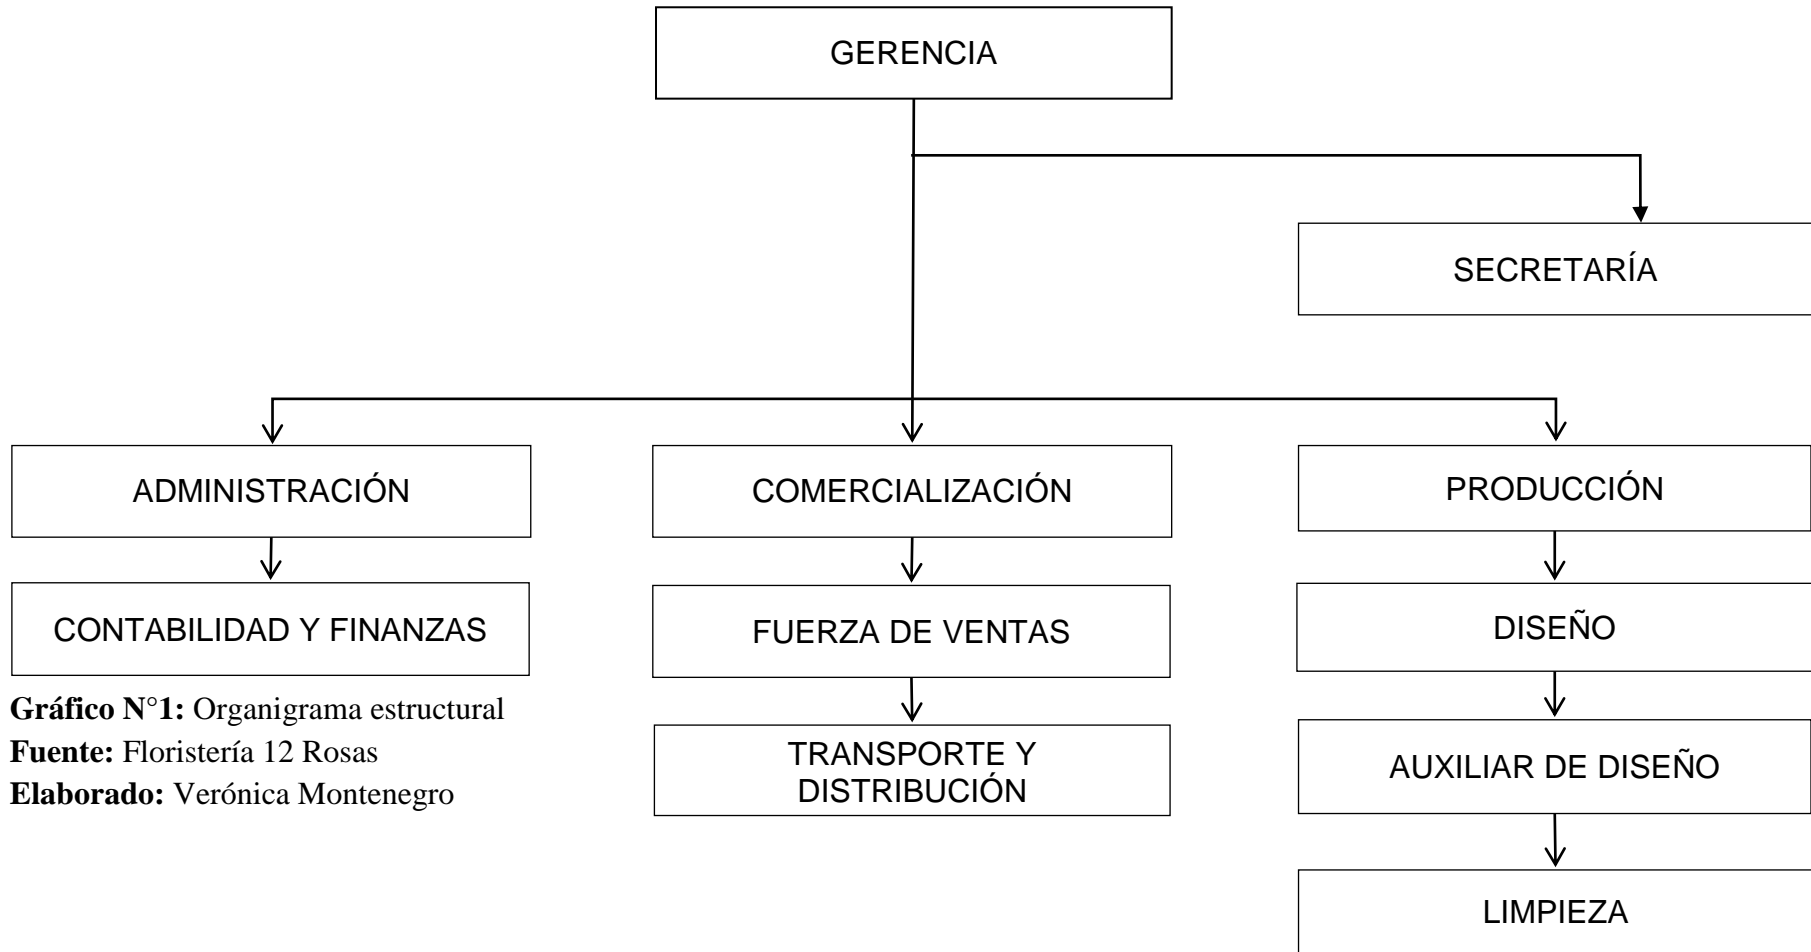 GERENCIA
SECRETARÍA
ADMINISTRACIÓN
COMERCIALIZACIÓN
PRODUCCIÓN
CONTABILIDAD Y FINANZAS
FUERZA DE VENTAS
DISEÑO
Gráfico N°1: Organigrama estructural
Fuente: Floristería 12 Rosas
Elaborado: Verónica Montenegro
TRANSPORTE Y
DISTRIBUCIÓN
AUXILIAR DE DISEÑO
LIMPIEZA